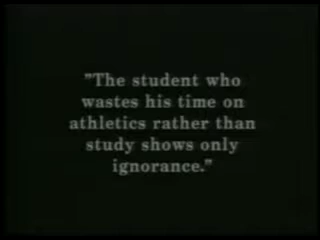 "The student who
wastes his time on
athletics rather than
study shows only
ignorance."